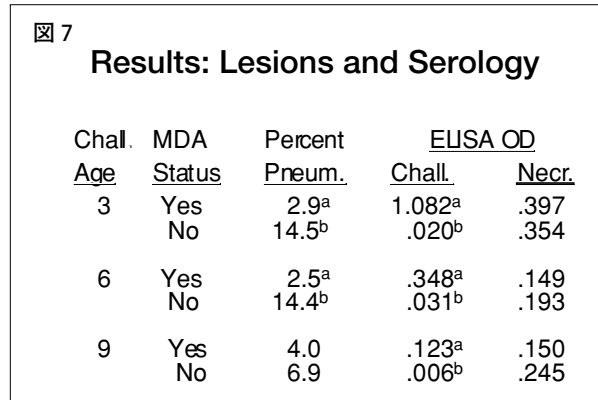 図 7
Results: Lesions and Serology
Chall. MDA Percent ELISA OD
Age Status Pneum. Chall. Necr.
3 Yes 2.9a 1.082a .397
No 14.5b .020b .354
6 Yes 2.5a .348a .149
No 14.4b .031b .193
9 Yes 4.0 .123a .150
No 6.9 .006b .245